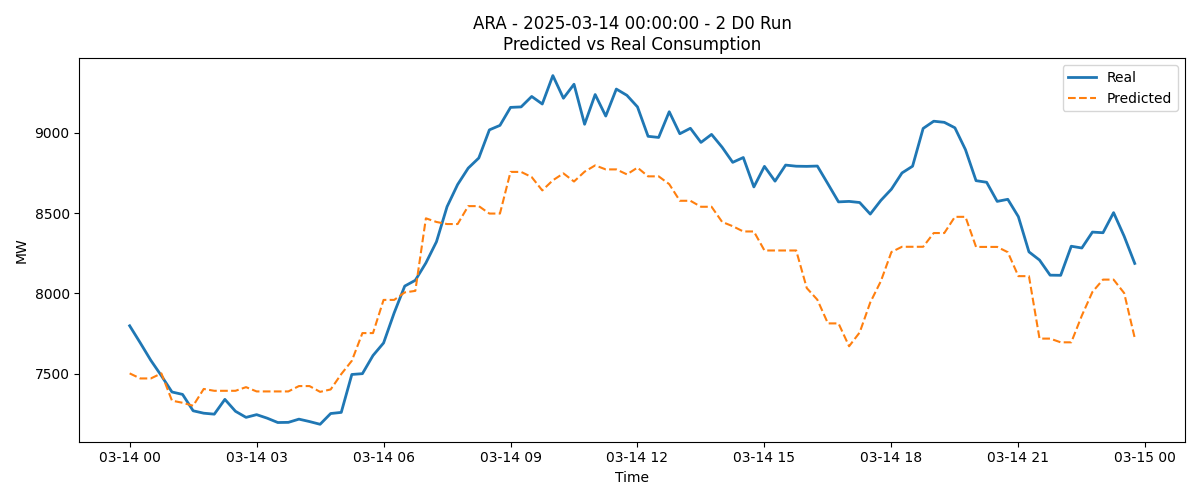 ARA - 2025-03-14 00:00:00 - 2 D0 Run
Predicted vs Real Consumption
Real
Predicted
MW
9000
8500
8000
7500
03-14 00
03-14 03
03-14 06
03-14 09
03-14 12
03-14 15
03-14 18
03-14 21
03-15 00
Time